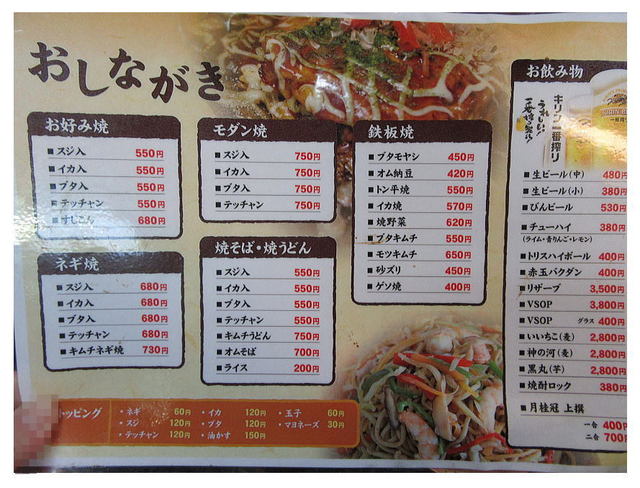 おしながき
お好み焼
■スジ入 550円
■イカ入 550円
■ブタ入 550円
■テッチャン 550円
■すじこん 680円
ネギ焼
■スジ入 680円
■イカ入 680円
■ブタ入 680円
■テッチャン 680円
■キムチネギ焼 730円
モダン焼
■スジ入 750円
■イカ入 750円
■ブタ入 750円
■テッチャン 750円
焼そば・焼うどん
■スジ入 550円
■イカ入 550円
■ブタ入 550円
■テッチャン 550円
■キムチうどん 750円
■オムそば 700円
■ライス 200円
鉄板焼
■ブタモヤシ 450円
■オム納豆 420円
■トン平焼 550円
■イカ焼 570円
■焼野菜 620円
■ブタキムチ 550円
■モツキムチ 650円
■砂ズリ 450円
■ゲソ焼 400円
お飲み物
キリン一番搾り
■生ビール(中) 480円
■生ビール(小) 380円
■びんビール 530円
■チューハイ 380円
(ライム・青りんご・レモン)
■トリスハイボール 400円
■赤玉パクダン 400円
■リザーブ 3,500円
■VSOP 3,800円
■VSOP グラス 400円
■いいちこ(麦) 2,800円
■神の河(麦) 2,800円
■黒丸(芋) 2,800円
■焼酎ロック 380円
■月桂冠 上撰
一合 400円
二合 700円
トッピング
・ネギ 60円 ・イカ 120円 ・玉子 60円
・スジ 120円 ・ブタ 120円 ・マヨネーズ 30円
・テッチャン 120円 ・油かす 150円